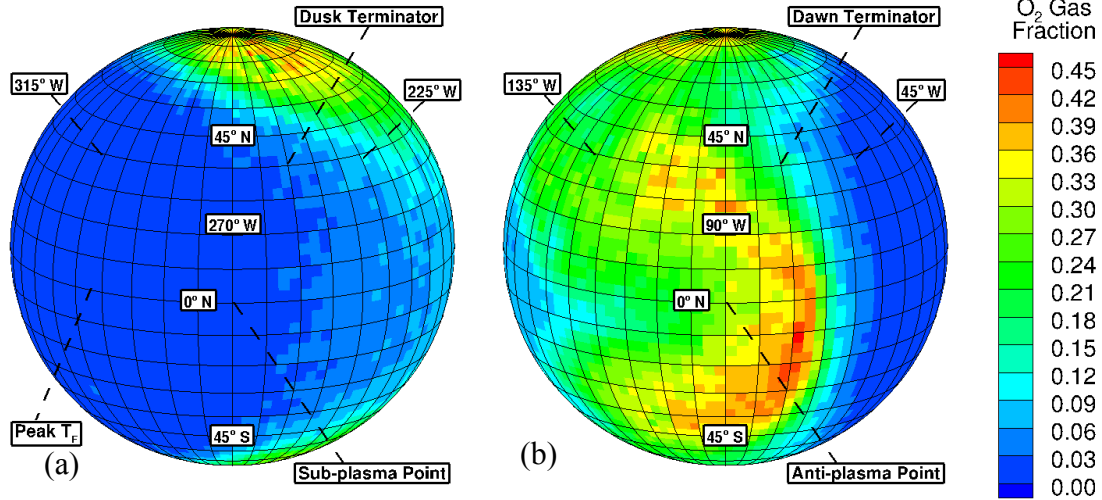 Dusk Terminator
315° W
225° W
45° N
270° W
0° N
Peak T_F
45° S
(a)
Sub-plasma Point
Dawn Terminator
135° W
45° W
45° N
90° W
0° N
45° S
(b)
Anti-plasma Point
O₂ Gas
Fraction
0.45
0.42
0.39
0.36
0.33
0.30
0.27
0.24
0.21
0.18
0.15
0.12
0.09
0.06
0.03
0.00